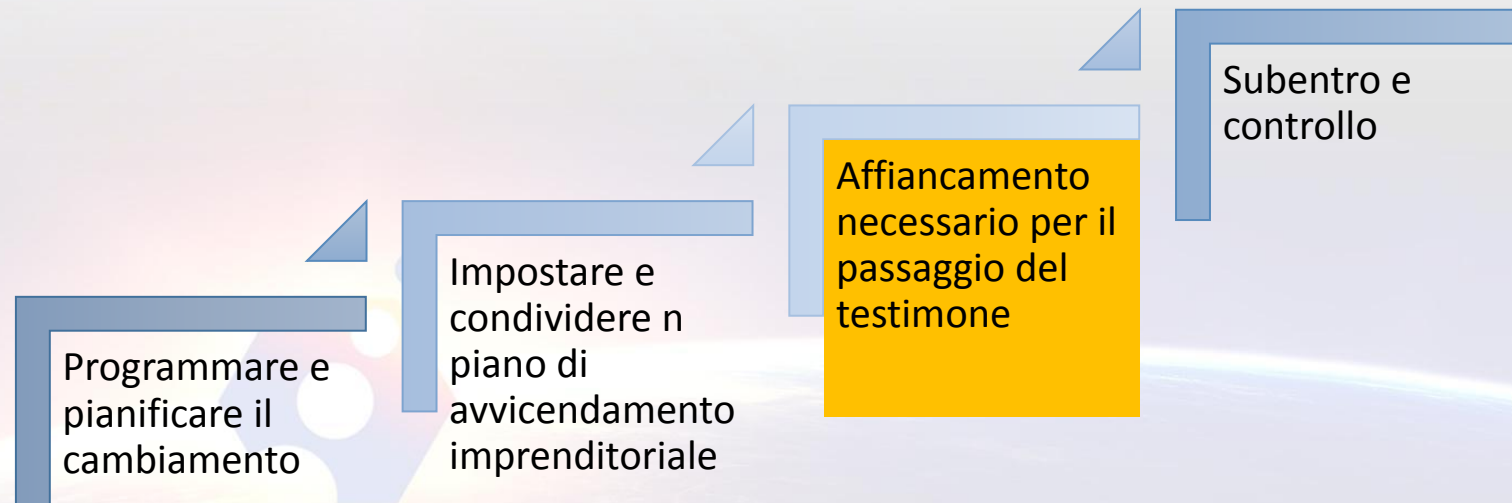 Programmare e
pianificare il
cambiamento
Impostare e
condividere n
piano di
avvicendamento
imprenditoriale
Affiancamento
necessario per il
passaggio del
testimone
Subentro e
controllo